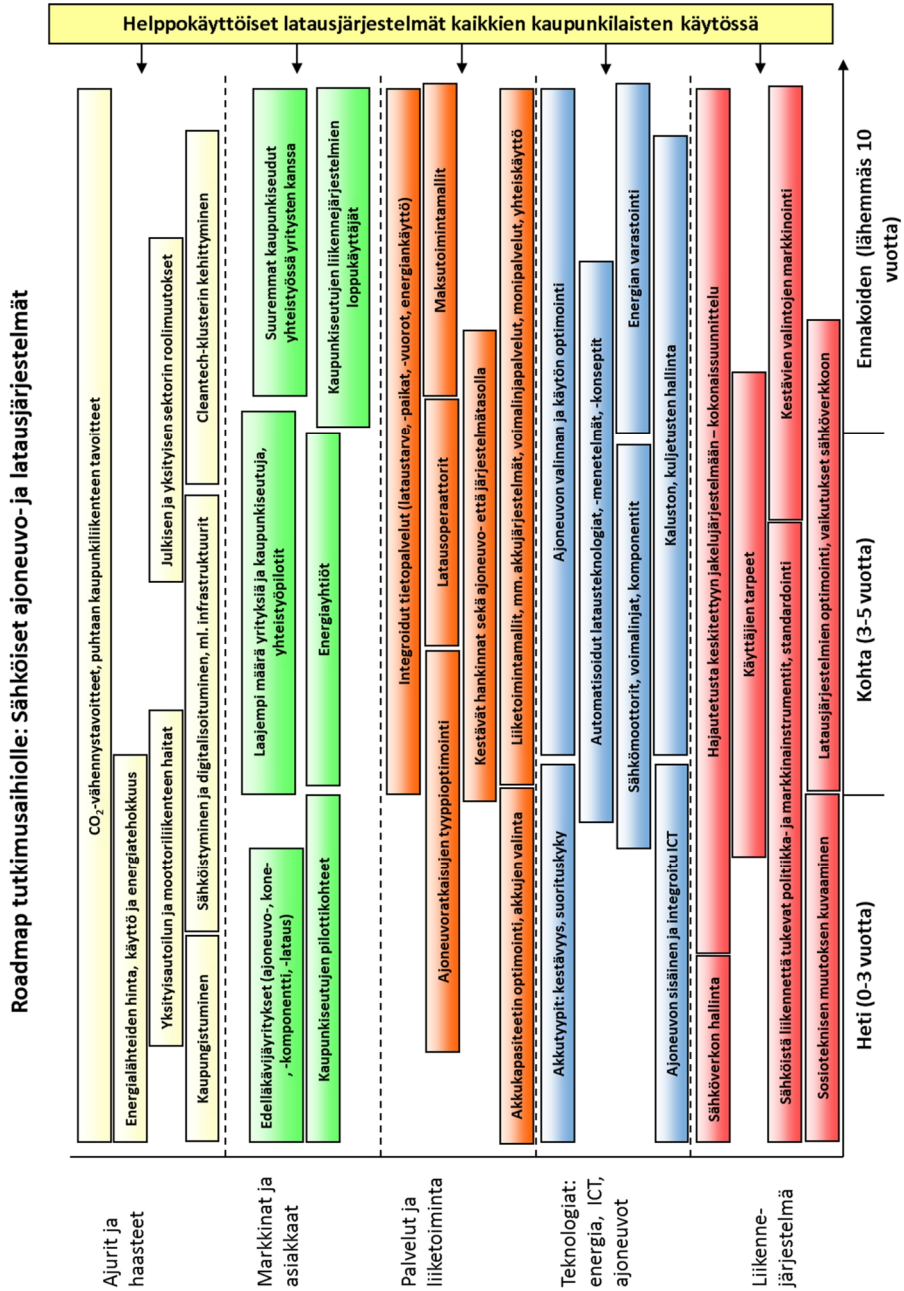 Roadmap tutkimusaihiolle: Sähköiset ajoneuvo-ja latausjärjestelmät
Ajurit ja
haasteet
CO₂-vähennystavoitteet, puhtaan kaupunkiliikenteen tavoitteet
Energialähteiden hinta, käyttö ja energiatehokkuus
Yksityisautoilun ja moottoriliikenteen haitat
Julkisen ja yksityisen sektorin roolimuutokset
Kaupungistuminen
Sähköistyminen ja digitalisoituminen, ml. infrastruktuurit
Cleantech-klusterin kehittyminen
Markkinat ja
asiakkaat
Edelläkävijäyritykset (ajoneuvo-, kone-
, -komponentti, -lataus)
Laajempi määrä yrityksiä ja kaupunkiseutuja,
yhteistyöpilotit
Suuremmat kaupunkiseudut
yhteistyössä yritysten kanssa
Kaupunkiseutujen pilottikohteet
Energiayhtiöt
Kaupunkiseutujen liikennejärjestelmien
loppukäyttäjät
Palvelut ja
liiketoiminta
Integroidut tietopalvelut (lataustarve, -paikat, -vuorot, energiankäyttö)
Ajoneuvoratkaisujen tyyppioptimointi
Latausoperaattorit
Maksutoimintamallit
Kestävät hankinnat sekä ajoneuvo- että järjestelmätasolla
Akkukapasiteetin optimointi, akkujen valinta
Liiketoimintamallit, mm. akkujärjestelmät, voimalinjapalvelut, monipalvelut, yhteiskäyttö
Teknologiat:
energia, ICT,
ajoneuvot
Akkutyypit: kestävyys, suorituskyky
Ajoneuvon valinnan ja käytön optimointi
Automatisoidut latausteknologiat, -menetelmät, -konseptit
Sähkömoottorit, voimalinjat, komponentit
Energian varastointi
Ajoneuvon sisäinen ja integroitu ICT
Kaluston, kuljetusten hallinta
Liikenne-
järjestelmä
Sähköverkon hallinta
Hajautetusta keskitettyyn jakelujärjestelmään – kokonaissuunnittelu
Käyttäjien tarpeet
Sähköistä liikennettä tukevat politiikka- ja markkinainstrumentit, standardointi
Kestävien valintojen markkinointi
Sosioteknisen mutoksen kuvaaminen
Latausjärjestelmien optimointi, vaikutukset sähköverkkoon
Heti (0-3 vuotta)
Kohta (3-5 vuotta)
Ennakoiden (lähemmäs 10
vuotta)
Helppokäyttöiset latausjärjestelmät kaikkien kaupunkilaisten käytössä